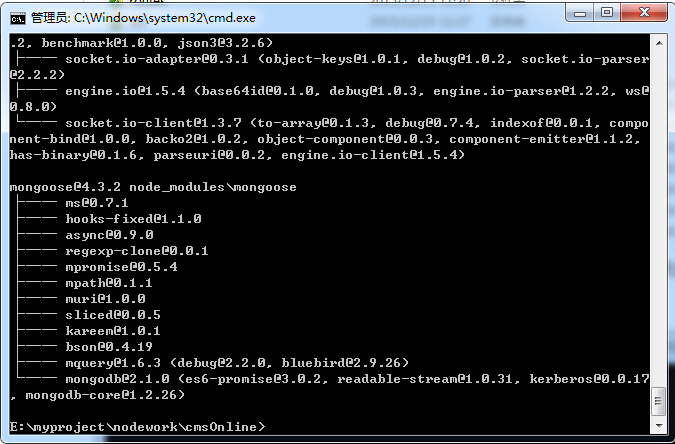 管理员: C:\Windows\system32\cmd.exe
.2, benchmark@1.0.0, json3@3.2.6)
├── socket.io-adapter@0.3.1 (object-keys@1.0.1, debug@1.0.2, socket.io-parser
@2.2.2)
├── engine.io@1.5.4 (base64id@0.1.0, debug@1.0.3, engine.io-parser@1.2.2, ws@
0.8.0)
└── socket.io-client@1.3.7 (to-array@0.1.3, debug@0.7.4, indexof@0.0.1, compo
nent-bind@1.0.0, backo2@1.0.2, object-component@0.0.3, component-emitter@1.1.2,
has-binary@0.1.6, parseuri@0.0.2, engine.io-client@1.5.4)
mongoose@4.3.2 node_modules\mongoose
├── ms@0.7.1
├── hooks-fixed@1.1.0
├── async@0.9.0
├── regexp-clone@0.0.1
├── mpromise@0.5.4
├── mpath@0.1.1
├── muri@1.0.0
├── sliced@0.0.5
├── kareem@1.0.1
├── bson@0.4.19
├── mquery@1.6.3 (debug@2.2.0, bluebird@2.9.26)
└── mongodb@2.1.0 (es6-promise@3.0.2, readable-stream@1.0.31, kerberos@0.0.17
, mongodb-core@1.2.26)
E:\myproject\nodework\cmsOnline>